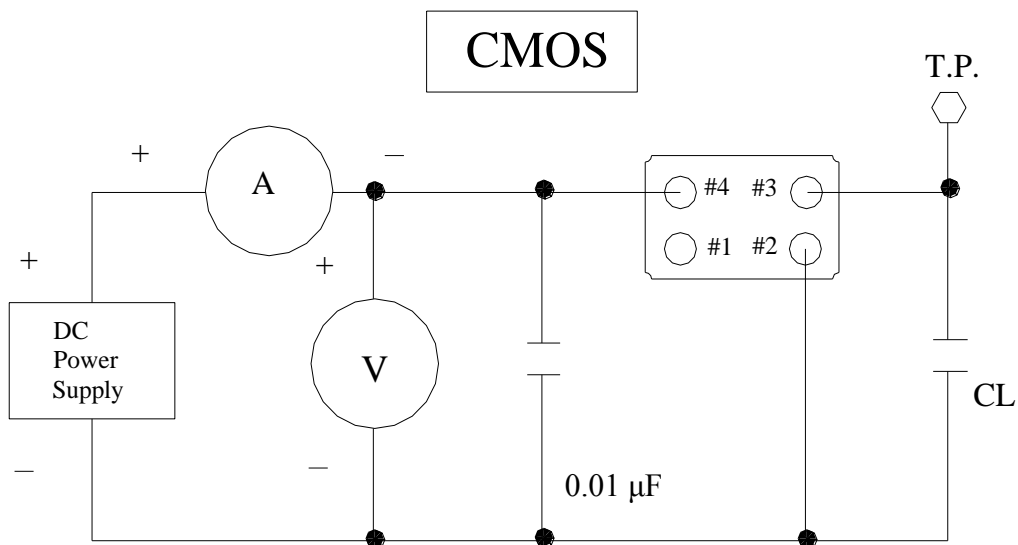 CMOS
T.P.
+
A
–
#4 #3
+
+
#1 #2
DC
Power
Supply
V
CL
–
–
0.01 μF